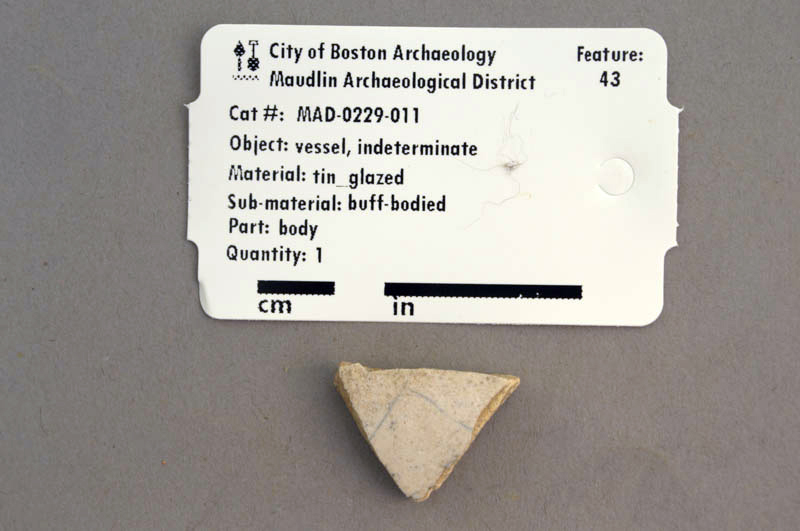 City of Boston Archaeology
Maudlin Archaeological District
Feature:
43
Cat #: MAD-0229-011
Object: vessel, indeterminate
Material: tin_glazed
Sub-material: buff-bodied
Part: body
Quantity: 1
cm in